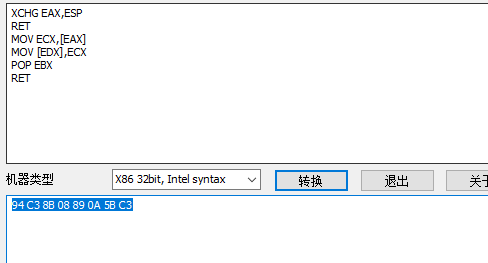 XCHG EAX,ESP
RET
MOV ECX,[EAX]
MOV [EDX],ECX
POP EBX
RET
机器类型 X86 32bit, Intel syntax 转换 退出 关于
94 C3 8B 08 89 0A 5B C3